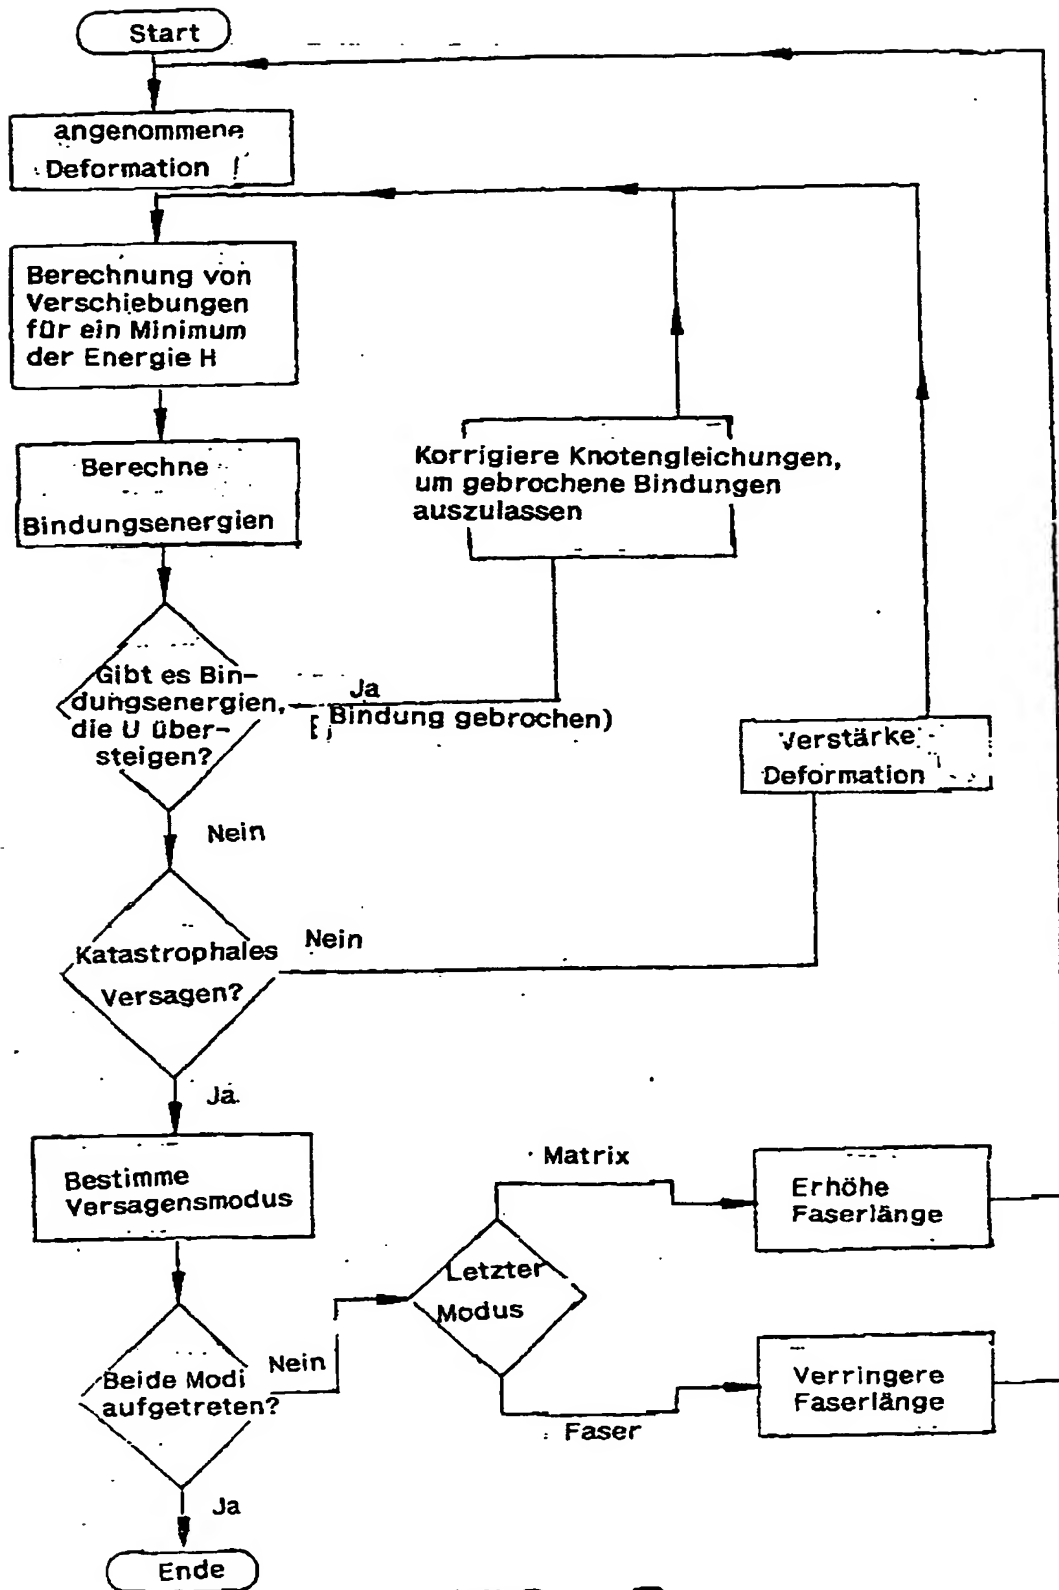 Start
angenommene
Deformation
Berechnung von
Verschiebungen
für ein Minimum
der Energie H
Berechne
Bindungsenergien
Korrigiere Knotengleichungen,
um gebrochene Bindungen
auszulassen
Gibt es Bin-
dungsenergien,
die U über-
steigen?
Ja
Bindung gebrochen)
Verstärke
Deformation
Nein
Katastrophales
Versagen?
Nein
Ja
Bestimme
Versagensmodus
Matrix
Erhöhe
Faserlänge
Letzter
Modus
Beide Modi
aufgetreten?
Nein
Verringere
Faserlänge
Faser
Ja
Ende